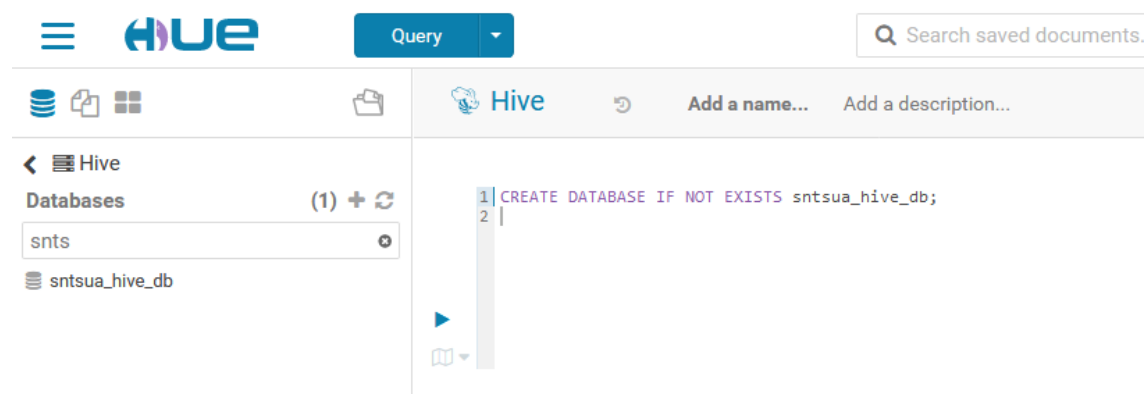 HUE
Query
Search saved documents.
Hive
Add a name...
Add a description...
Hive
Databases
(1)
snts
sntsua_hive_db
1 CREATE DATABASE IF NOT EXISTS sntsua_hive_db;
2